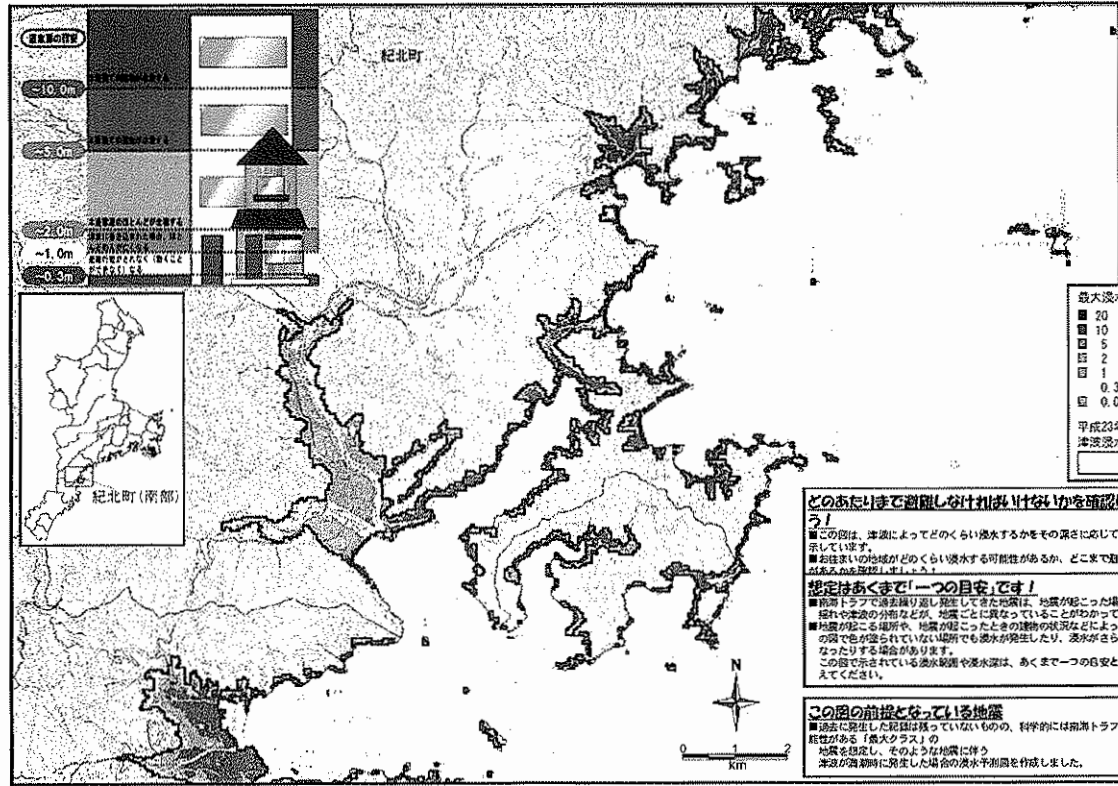 浸水深の目安
~10.0m
~5.0m
~2.0m
~1.0m
~0.3m
紀北町
紀北町(南部)
最大浸水
20
10
5
2
1
0.3
0.0
平成23年
津波浸水
どのあたりまで避難しなければいけないかを確認
う!
■この図は、津波によってどのくらい浸水するかをその深さに応じて
示しています。
■お住まいの地域がどのくらい浸水する可能性があるか、どこまで避
があるかを確認しましょう!
想定はあくまで「一つの目安」です!
■南海トラフで過去繰り返し発生してきた地震は、地震が起こった場
揺れや津波の分布などが、地震ごとに異なっていることがわかって
■地震が起こる場所や、地震が起こったときの建物の状況などによっ
の図で色が塗られていない場所でも浸水が発生したり、浸水がさら
なったりする場合があります。
この図で示されている浸水範囲や浸水深は、あくまで一つの目安と
えてください。
この図の前提となっている地震
■過去に発生した記録は残っていないものの、科学的には南海トラフ
能性がある「最大クラス」の
地震を想定し、そのような地震に伴う
津波が満潮時に発生した場合の浸水予測図を作成しました。
N
0 1 2
km